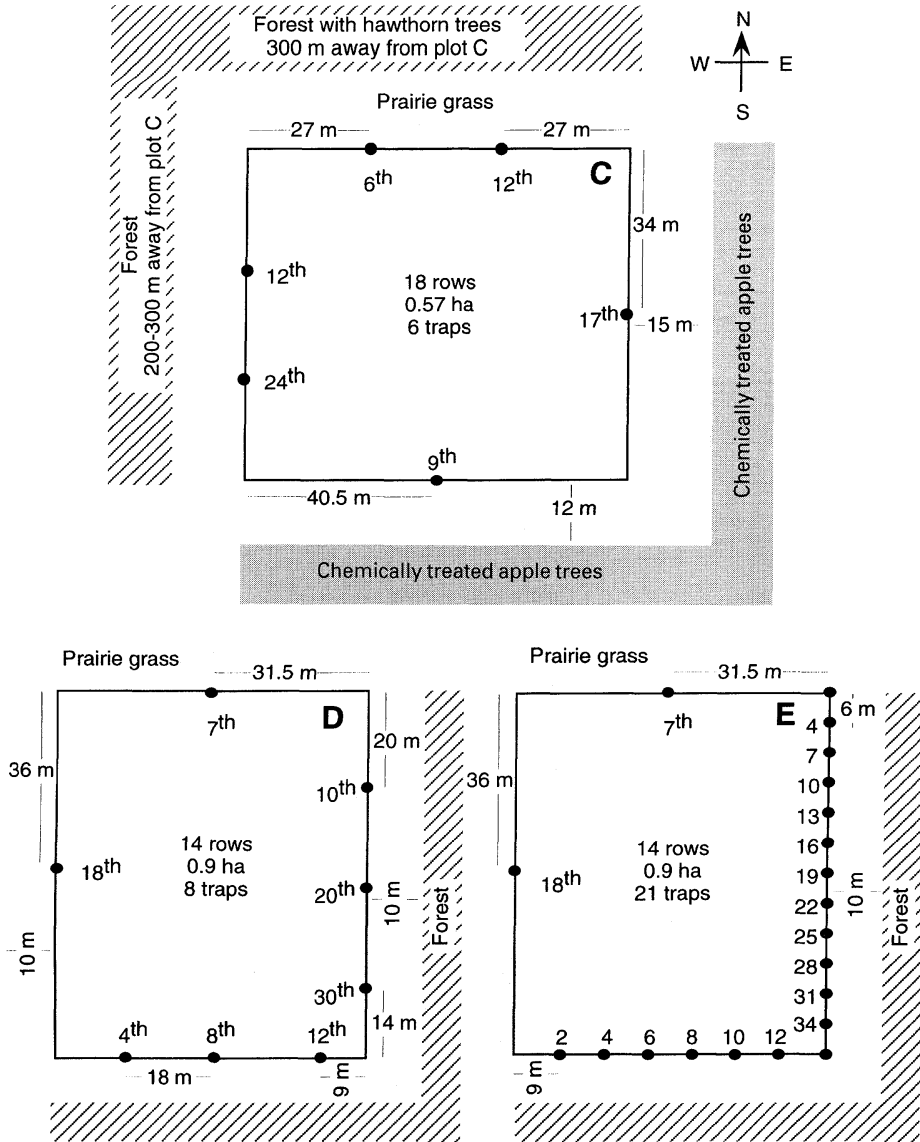 Forest with hawthorn trees
300 m away from plot C
N
W
E
S
Forest
200-300 m away from plot C
Prairie grass
27 m
27 m
6th
12th
C
34 m
12th
18 rows
0.57 ha
6 traps
17th
15 m
24th
9th
40.5 m
12 m
Chemically treated apple trees
Chemically treated apple trees
Prairie grass
31.5 m
7th
D
20 m
36 m
10th
14 rows
0.9 ha
8 traps
18th
20th
10 m
Forest
10 m
30th
14 m
4th
8th
12th
18 m
9 m
Prairie grass
31.5 m
7th
E
6 m
4
7
10
13
16
19
22
25
28
31
34
36 m
14 rows
0.9 ha
21 traps
18th
10 m
Forest
2
4
6
8
10
12
9 m